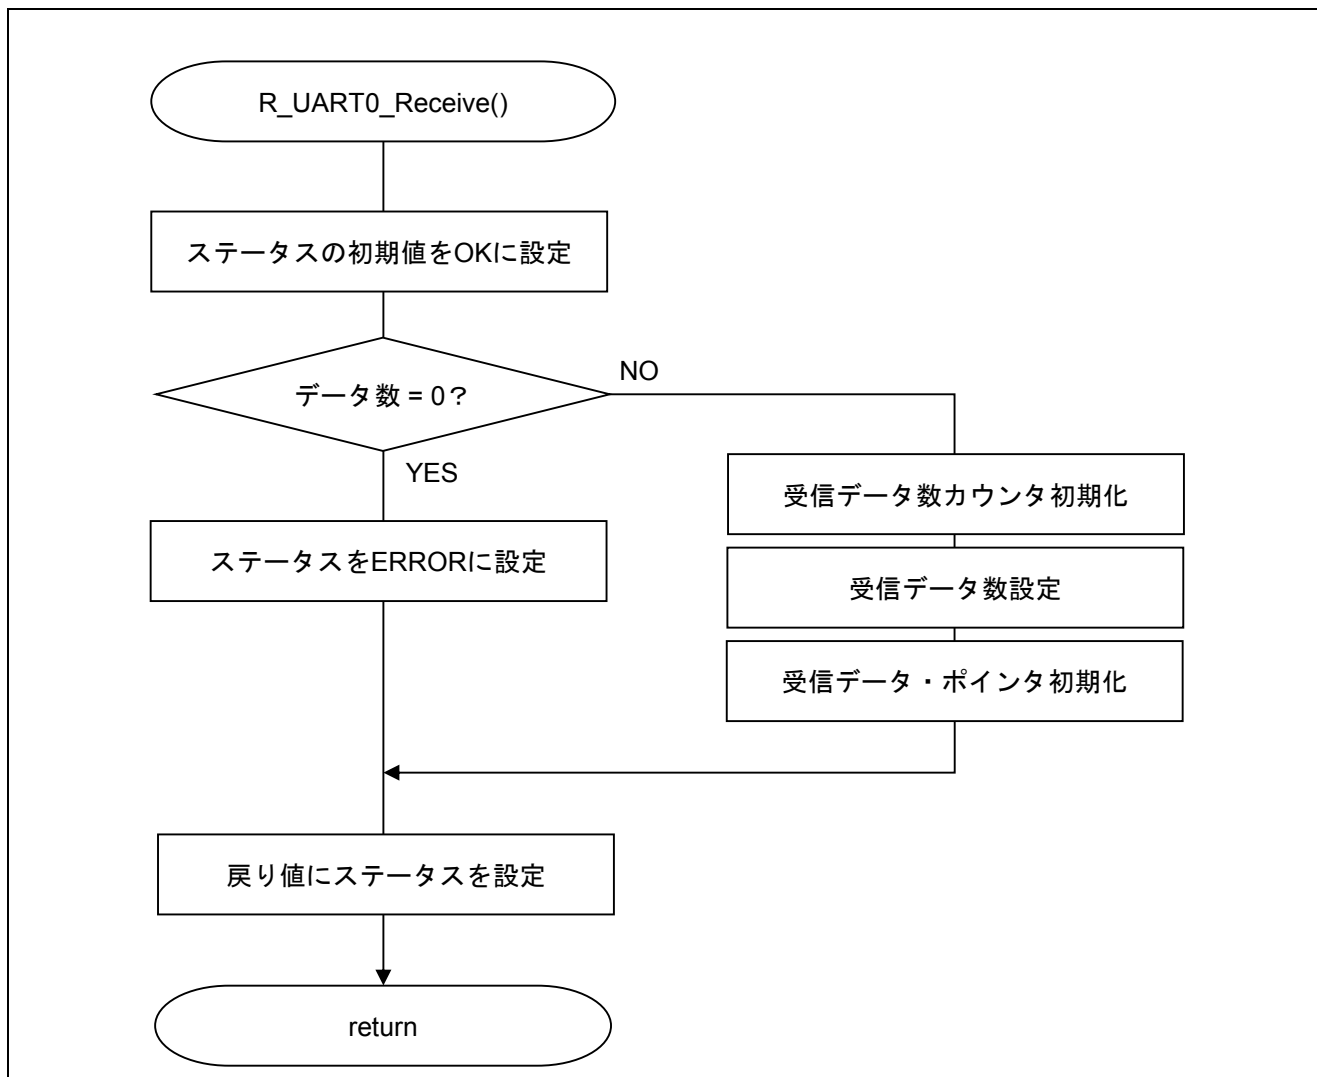 R_UART0_Receive()
ステータスの初期値をOKに設定
データ数 = 0？
NO
YES
受信データ数カウンタ初期化
ステータスをERRORに設定
受信データ数設定
受信データ・ポインタ初期化
戻り値にステータスを設定
return